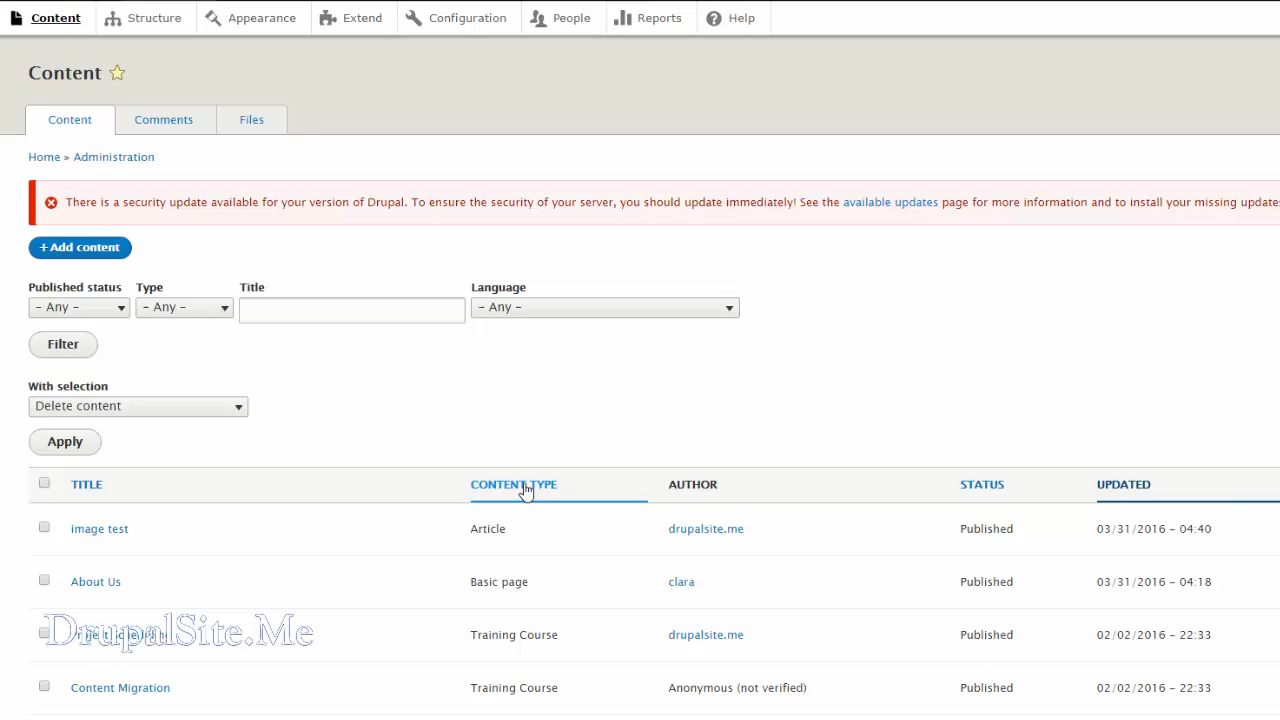 Content Structure Appearance Extend Configuration People Reports Help
Content
Content Comments Files
Home » Administration
There is a security update available for your version of Drupal. To ensure the security of your server, you should update immediately! See the available updates page for more information and to install your missing updates
+ Add content
Published status Type Title Language
- Any - - Any - - Any -
Filter
With selection
Delete content
Apply
TITLE CONTENT TYPE AUTHOR STATUS UPDATED
image test Article drupalsite.me Published 03/31/2016 - 04:40
About Us Basic page clara Published 03/31/2016 - 04:18
DrupalSite.Me Training Course drupalsite.me Published 02/02/2016 - 22:33
Content Migration Training Course Anonymous (not verified) Published 02/02/2016 - 22:33